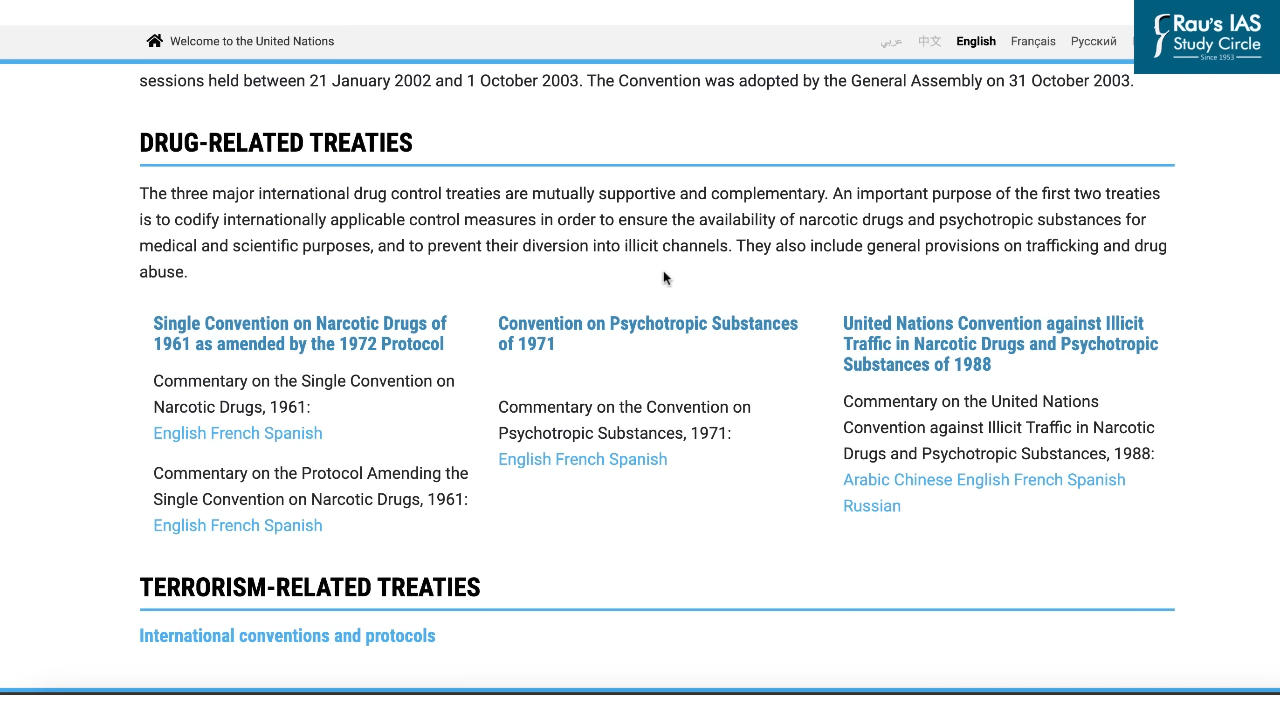 Welcome to the United Nations
عربي 中文 English Français Русский
Rau's IAS
Study Circle
Since 1953
sessions held between 21 January 2002 and 1 October 2003. The Convention was adopted by the General Assembly on 31 October 2003.
DRUG-RELATED TREATIES
The three major international drug control treaties are mutually supportive and complementary. An important purpose of the first two treaties
is to codify internationally applicable control measures in order to ensure the availability of narcotic drugs and psychotropic substances for
medical and scientific purposes, and to prevent their diversion into illicit channels. They also include general provisions on trafficking and drug
abuse.
Single Convention on Narcotic Drugs of
1961 as amended by the 1972 Protocol
Commentary on the Single Convention on
Narcotic Drugs, 1961:
English French Spanish
Commentary on the Protocol Amending the
Single Convention on Narcotic Drugs, 1961:
English French Spanish
Convention on Psychotropic Substances
of 1971
Commentary on the Convention on
Psychotropic Substances, 1971:
English French Spanish
United Nations Convention against Illicit
Traffic in Narcotic Drugs and Psychotropic
Substances of 1988
Commentary on the United Nations
Convention against Illicit Traffic in Narcotic
Drugs and Psychotropic Substances, 1988:
Arabic Chinese English French Spanish
Russian
TERRORISM-RELATED TREATIES
International conventions and protocols